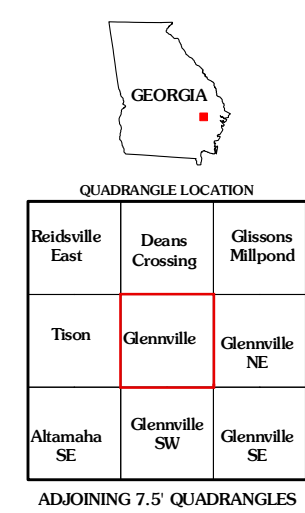 GEORGIA
QUADRANGLE LOCATION
Reidsville
East
Deans
Crossing
Glissons
Millpond
Tison
Glennville
Glennville
NE
Altamaha
SE
Glennville
SW
Glennville
SE
ADJOINING 7.5' QUADRANGLES